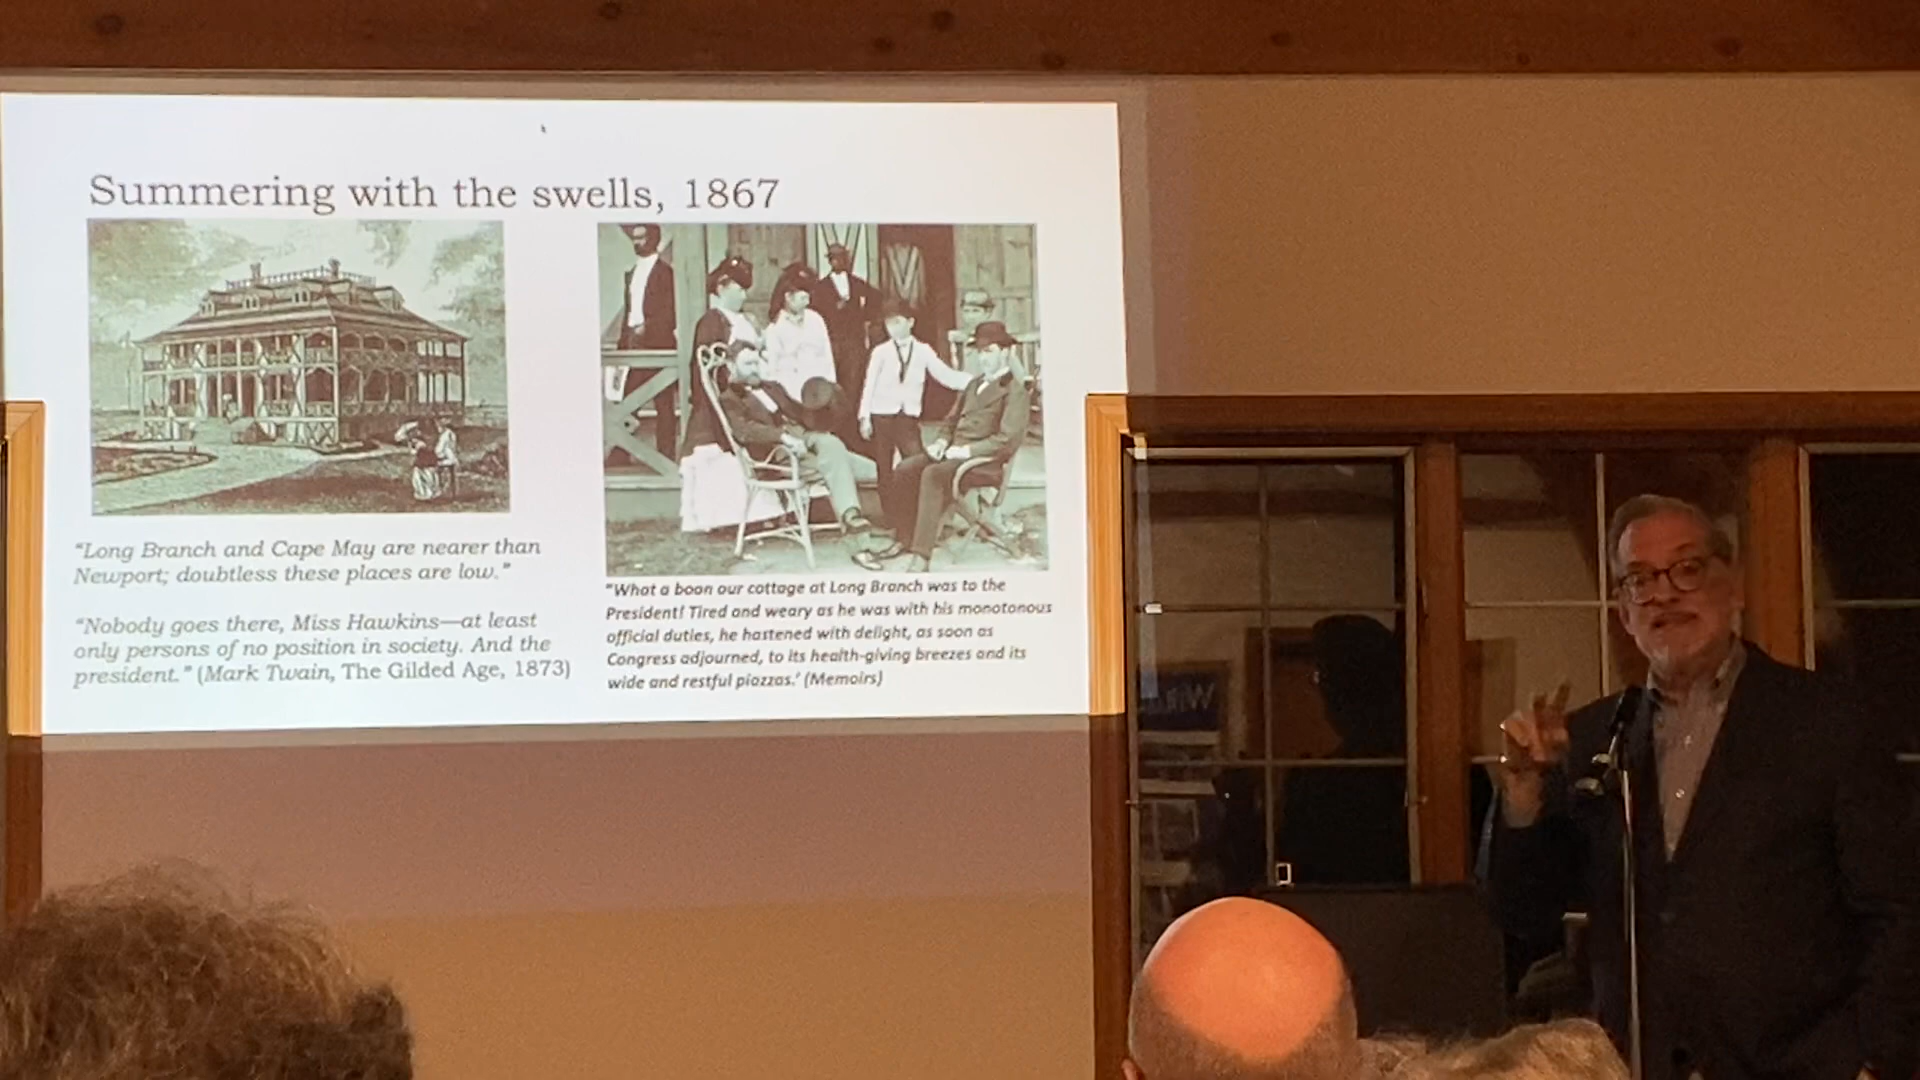 Summering with the swells, 1867
"Long Branch and Cape May are nearer than
Newport; doubtless these places are low."
"Nobody goes there, Miss Hawkins—at least
only persons of no position in society. And the
president." (Mark Twain, The Gilded Age, 1873)
"What a boon our cottage at Long Branch was to the
President! Tired and weary as he was with his monotonous
official duties, he hastened with delight, as soon as
Congress adjourned, to its health-giving breezes and its
wide and restful piazzas.' (Memoirs)